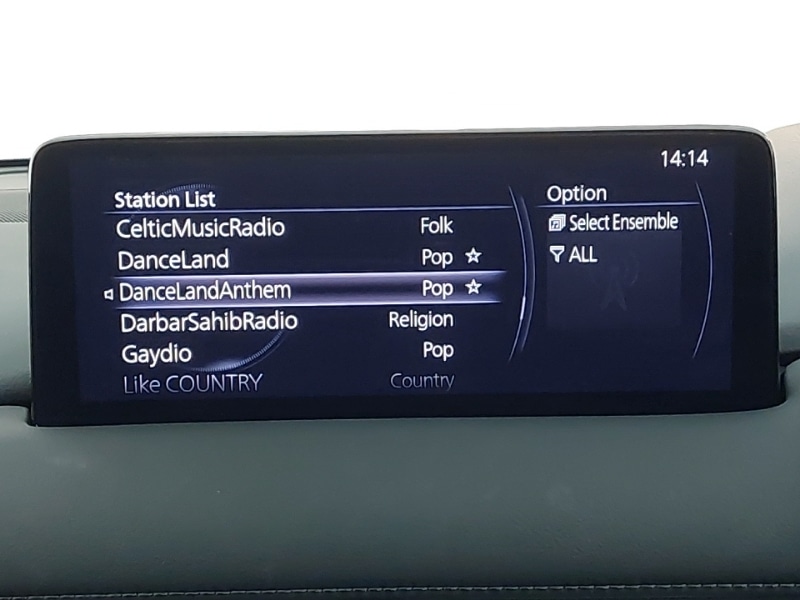 14:14
Station List
Option
CelticMusicRadio Folk
Select Ensemble
DanceLand Pop
ALL
DanceLandAnthem Pop
DarbarSahibRadio Religion
Gaydio Pop
Like COUNTRY Country